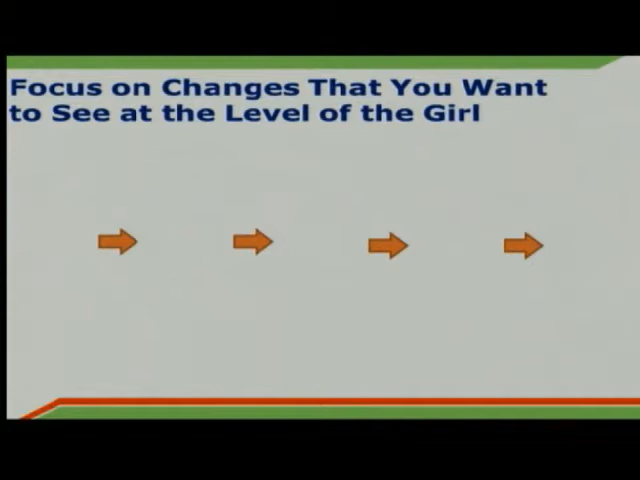 Focus on Changes That You Want
to See at the Level of the Girl